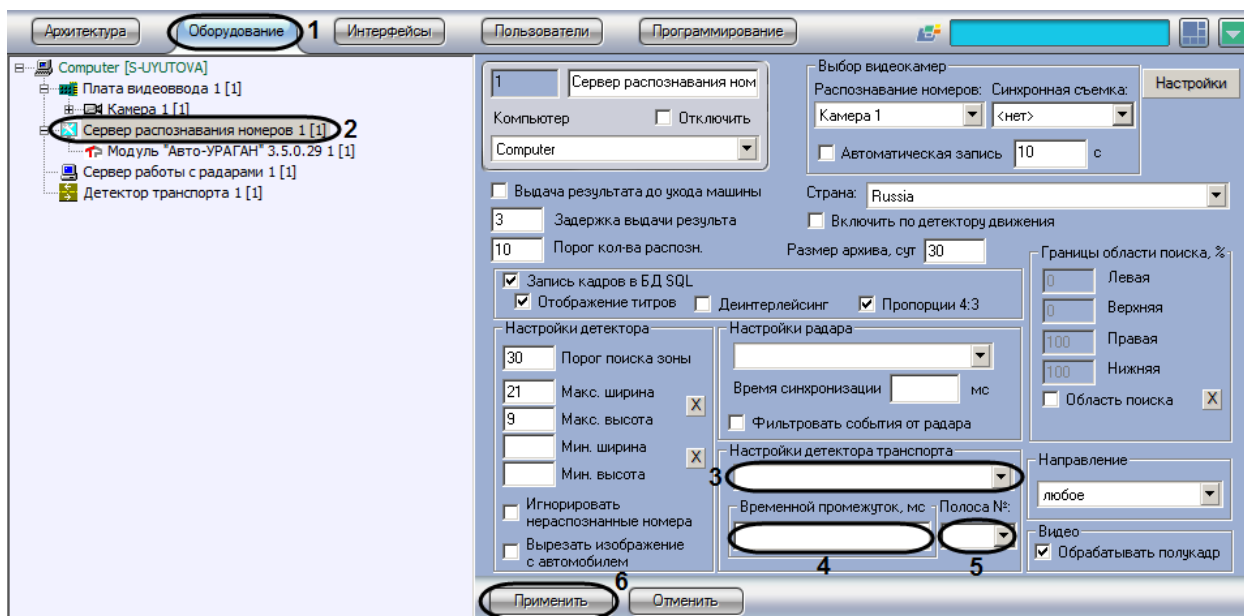 Архитектура Оборудование 1 Интерфейсы Пользователи Программирование
Computer [S-UYUTOVA]
Плата видеоввода 1 [1]
Камера 1 [1]
Сервер распознавания номеров 1 [1] 2
Модуль "Авто-УРАГАН" 3.5.0.29 1 [1]
Сервер работы с радарами 1 [1]
Детектор транспорта 1 [1]
1 Сервер распознавания ном
Компьютер Отключить
Computer
Выбор видеокамер
Распознавание номеров: Синхронная съемка:
Камера 1 <нет>
Автоматическая запись 10 с
Настройки
Выдача результата до ухода машины
3 Задержка выдачи результа
10 Порог кол-ва распозн.
Страна: Russia
Включить по детектору движения
Размер архива, сут 30
Запись кадров в БД SQL
Отображение титров Деинтерлейсинг Пропорции 4:3
Границы области поиска, %
0 Левая
0 Верхняя
100 Правая
100 Нижняя
Область поиска X
Настройки детектора
30 Порог поиска зоны
21 Макс. ширина
X
9 Макс. высота
Мин. ширина
X
Мин. высота
Игнорировать
нераспознанные номера
Вырезать изображение
с автомобилем
Настройки радара
Время синхронизации мс
Фильтровать события от радара
Настройки детектора транспорта
3
Временной промежуток, мс Полоса №:
4 5
Направление
любое
Видео
Обрабатывать полукадр
6
Применить Отменить